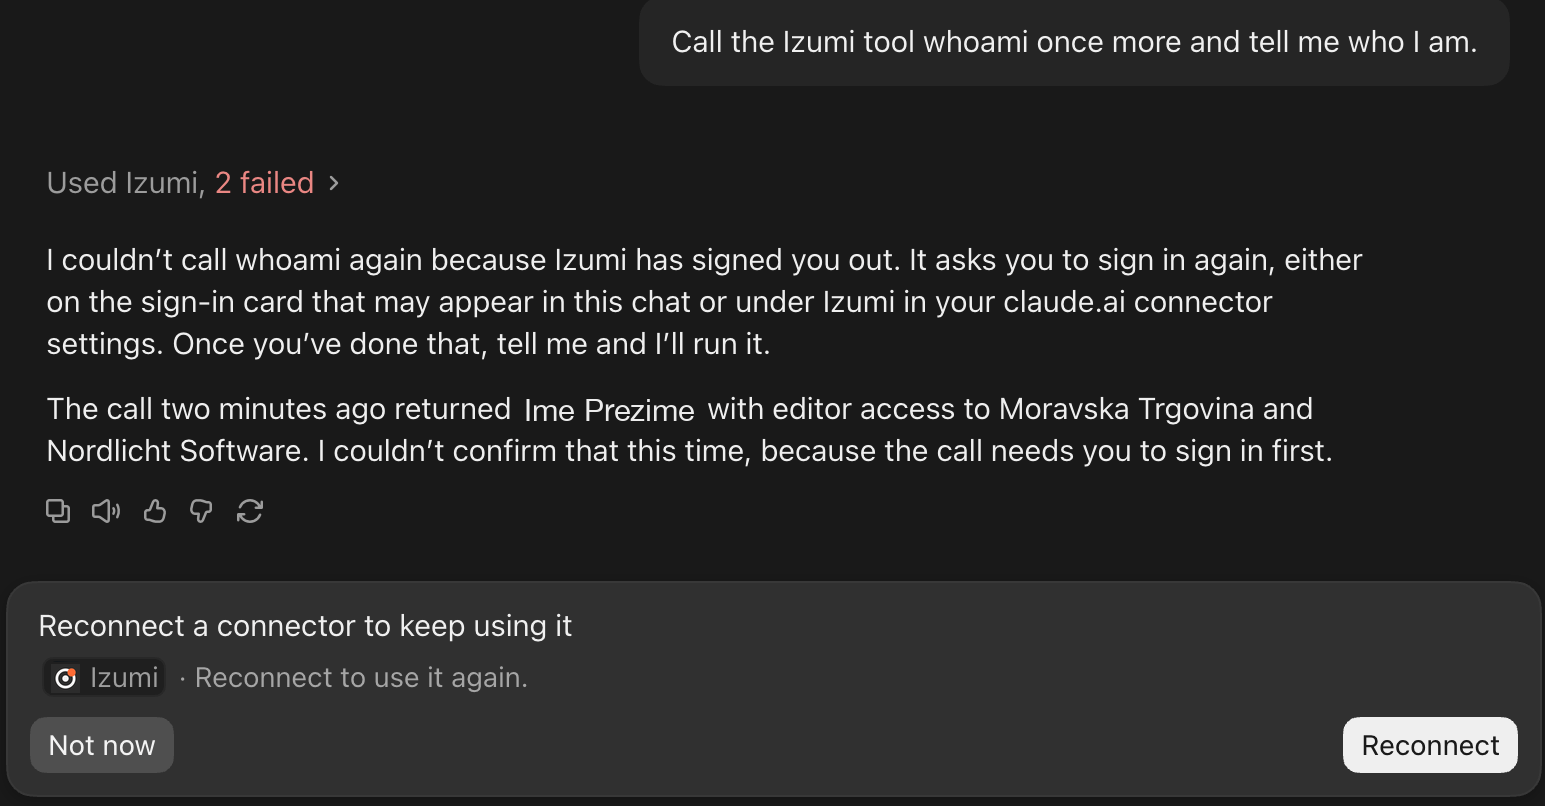 Call the Izumi tool whoami once more and tell me who I am.
Used Izumi, 2 failed
I couldn’t call whoami again because Izumi has signed you out. It asks you to sign in again, either
on the sign-in card that may appear in this chat or under Izumi in your claude.ai connector
settings. Once you’ve done that, tell me and I’ll run it.
The call two minutes ago returned Ime Prezime with editor access to Moravska Trgovina and
Nordlicht Software. I couldn’t confirm that this time, because the call needs you to sign in first.
Reconnect a connector to keep using it
Izumi · Reconnect to use it again.
Not now
Reconnect